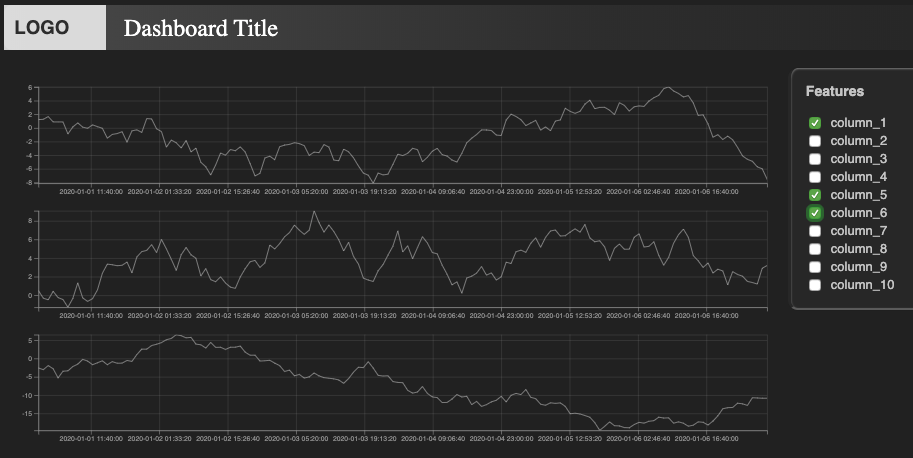 LOGO
Dashboard Title
6
4
2
0
-2
-4
-6
-8
2020-01-01 11:40:00 2020-01-02 01:33:20 2020-01-02 15:26:40 2020-01-03 05:20:00 2020-01-03 19:13:20 2020-01-04 09:06:40 2020-01-04 23:00:00 2020-01-05 12:53:20 2020-01-06 02:46:40 2020-01-06 16:40:00
8
6
4
2
0
2020-01-01 11:40:00 2020-01-02 01:33:20 2020-01-02 15:26:40 2020-01-03 05:20:00 2020-01-03 19:13:20 2020-01-04 09:06:40 2020-01-04 23:00:00 2020-01-05 12:53:20 2020-01-06 02:46:40 2020-01-06 16:40:00
5
0
-5
-10
-15
2020-01-01 11:40:00 2020-01-02 01:33:20 2020-01-02 15:26:40 2020-01-03 05:20:00 2020-01-03 19:13:20 2020-01-04 09:06:40 2020-01-04 23:00:00 2020-01-05 12:53:20 2020-01-06 02:46:40 2020-01-06 16:40:00
Features
column_1
column_2
column_3
column_4
column_5
column_6
column_7
column_8
column_9
column_10